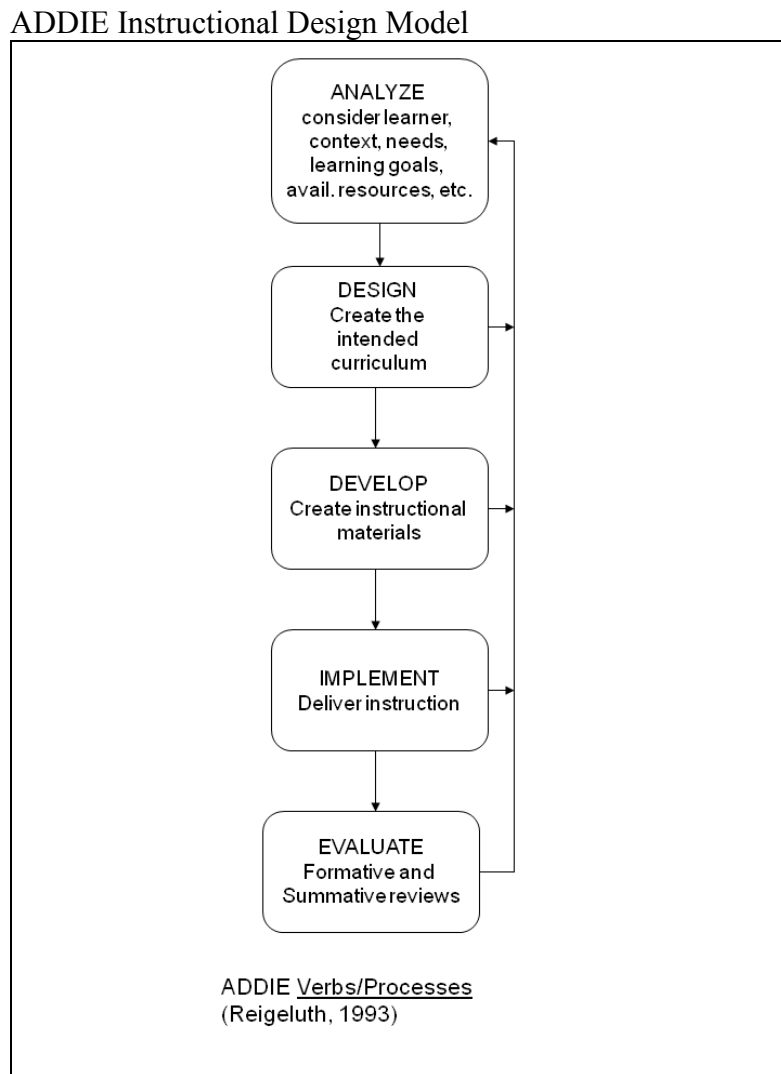 ADDIE Instructional Design Model
ANALYZE
consider learner,
context, needs,
learning goals,
avail. resources, etc.
DESIGN
Create the
intended
curriculum
DEVELOP
Create instructional
materials
IMPLEMENT
Deliver instruction
EVALUATE
Formative and
Summative reviews
ADDIE Verbs/Processes
(Reigeluth, 1993)